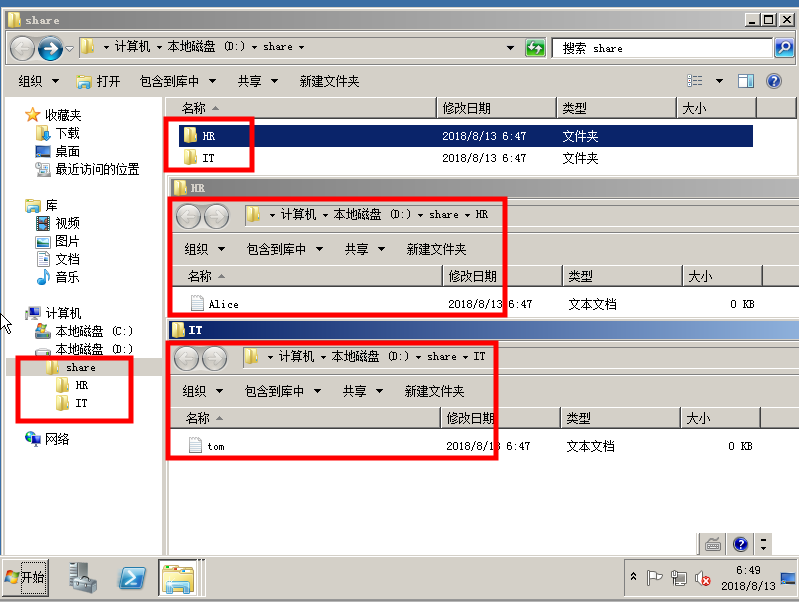 share
计算机 本地磁盘 (D:) share
搜索 share
组织 打开 包含到库中 共享 新建文件夹
收藏夹
下载
桌面
最近访问的位置
库
视频
图片
文档
音乐
计算机
本地磁盘 (C:)
本地磁盘 (D:)
share
HR
IT
网络
名称 修改日期 类型 大小
HR 2018/8/13 6:47 文件夹
IT 2018/8/13 6:47 文件夹
HR
计算机 本地磁盘 (D:) share HR
组织 包含到库中 共享 新建文件夹
名称 修改日期 类型 大小
Alice 2018/8/13 6:47 文本文档 0 KB
IT
计算机 本地磁盘 (D:) share IT
组织 包含到库中 共享 新建文件夹
名称 修改日期 类型 大小
tom 2018/8/13 6:47 文本文档 0 KB
开始
6:49
2018/8/13